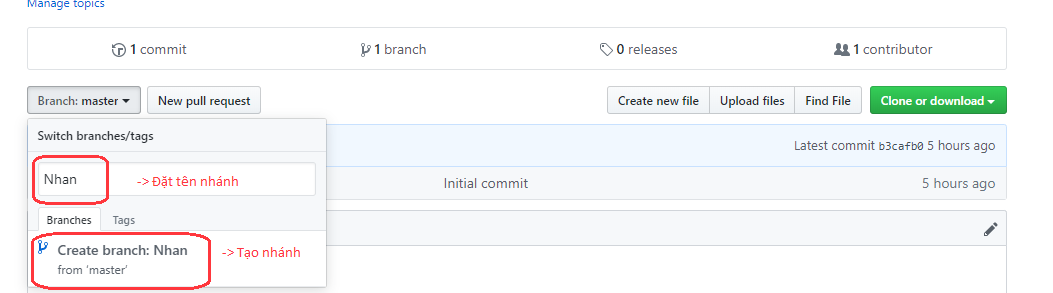 Manage topics
1 commit
1 branch
0 releases
1 contributor
Branch: master
New pull request
Create new file
Upload files
Find File
Clone or download
Switch branches/tags
Latest commit b3cafb0 5 hours ago
Nhan
-> Đặt tên nhánh
Initial commit
5 hours ago
Branches
Tags
Create branch: Nhan
-> Tạo nhánh
from 'master'